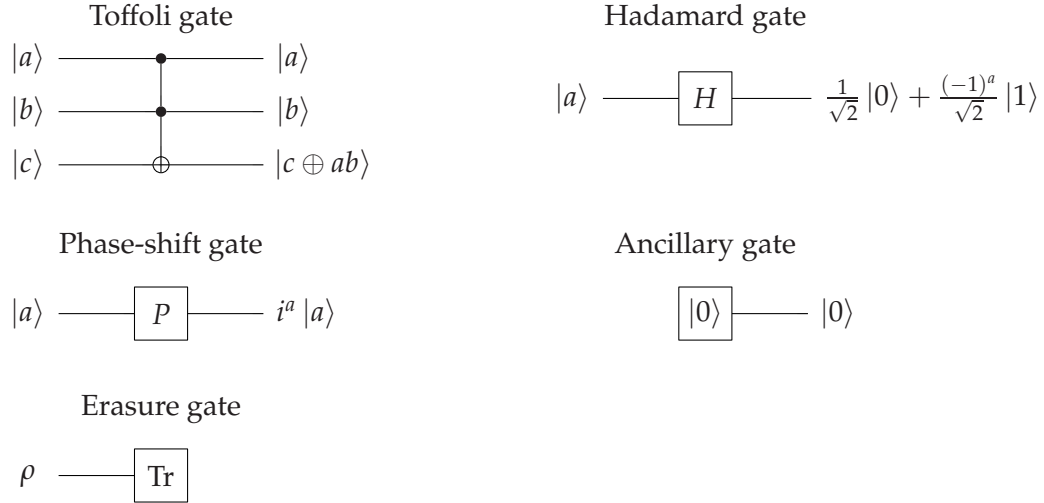 Toffoli gate
|a⟩ |a⟩
|b⟩ |b⟩
|c⟩ |c ⊕ ab⟩
Hadamard gate
|a⟩ H 1/√2 |0⟩ + (−1)^a/√2 |1⟩
Phase-shift gate
|a⟩ P i^a |a⟩
Ancillary gate
|0⟩ |0⟩
Erasure gate
ρ Tr